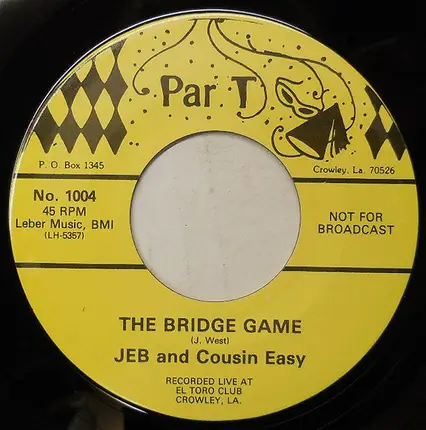 Par T
P. O. Box 1345
Crowley, La. 70526
No. 1004
45 RPM
Leber Music, BMI
(LH-5357)
NOT FOR
BROADCAST
THE BRIDGE GAME
(J. West)
JEB and Cousin Easy
RECORDED LIVE AT
EL TORO CLUB
CROWLEY, LA.